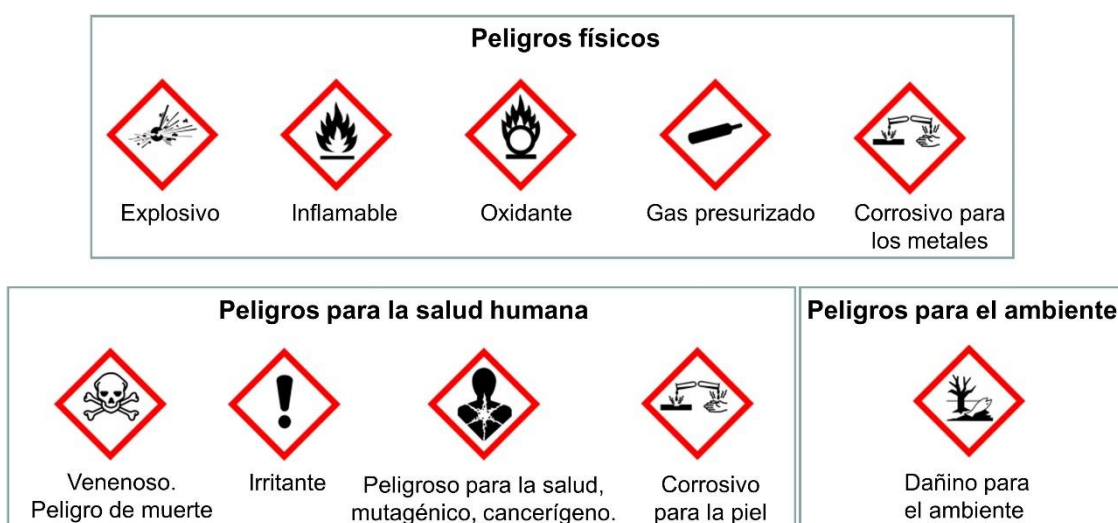 Peligros físicos
Explosivo
Inflamable
Oxidante
Gas presurizado
Corrosivo para
los metales
Peligros para la salud humana
Venenoso.
Peligro de muerte
Irritante
Peligroso para la salud,
mutagénico, cancerígeno.
Corrosivo
para la piel
Peligros para el ambiente
Dañino para
el ambiente